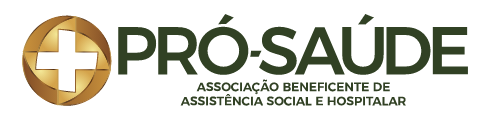 PRÓ-SAÚDE
ASSOCIAÇÃO BENEFICENTE DE
ASSISTÊNCIA SOCIAL E HOSPITALAR